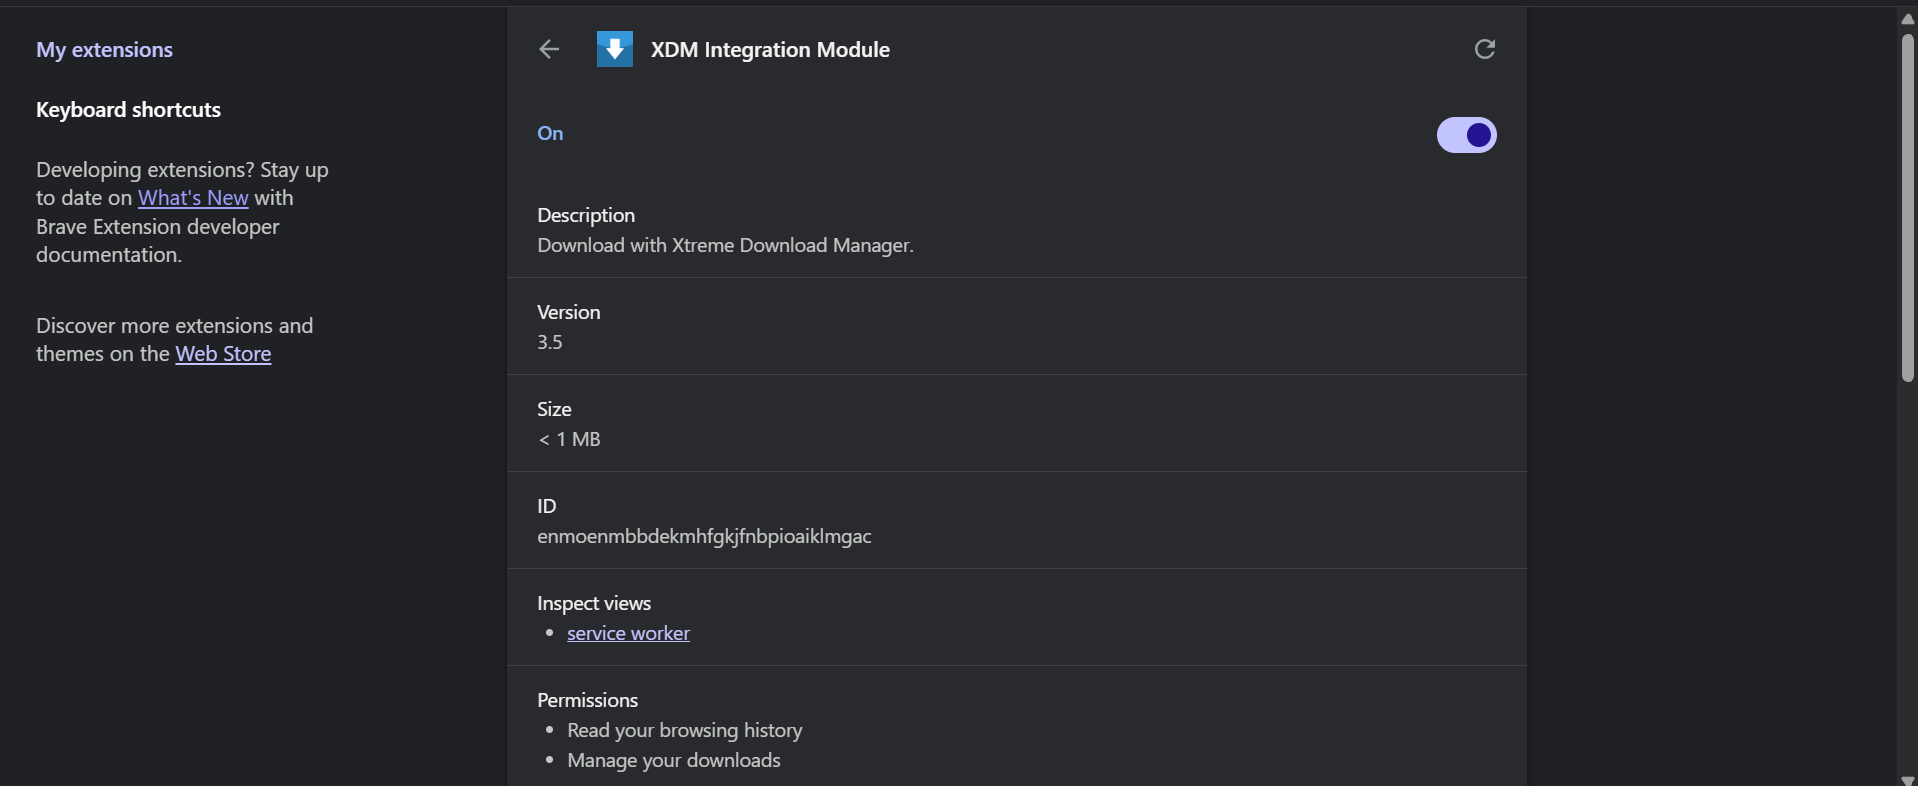 My extensions
Keyboard shortcuts
Developing extensions? Stay up
to date on What's New with
Brave Extension developer
documentation.
Discover more extensions and
themes on the Web Store
XDM Integration Module
On
Description
Download with Xtreme Download Manager.
Version
3.5
Size
< 1 MB
ID
enmoenmbbdekmhfgkjfnbpioaiklmgac
Inspect views
• service worker
Permissions
• Read your browsing history
• Manage your downloads